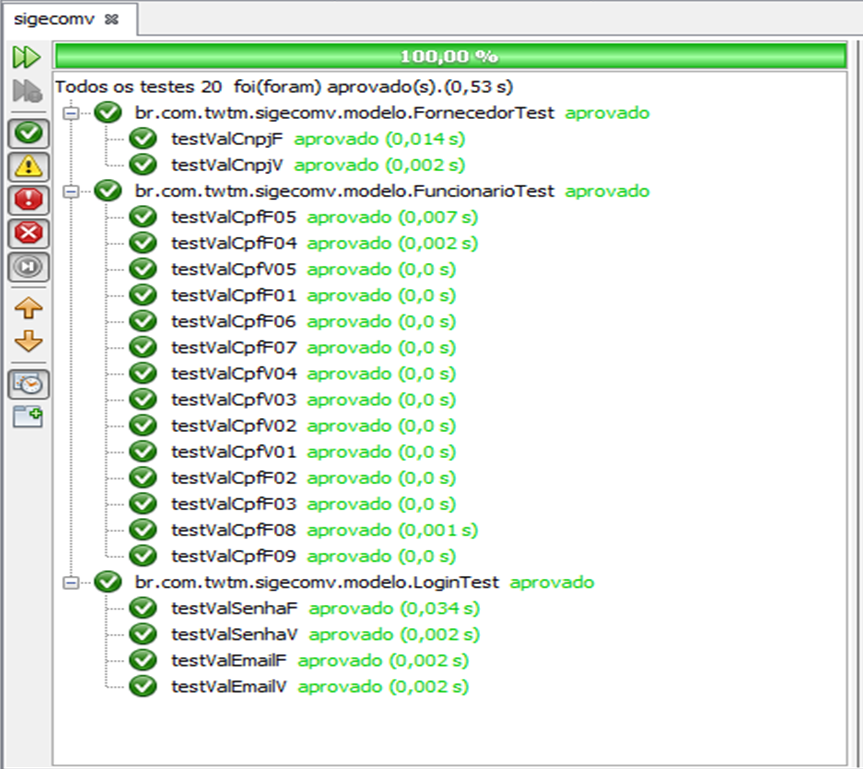 sigecomv
100,00 %
Todos os testes 20 foi(foram) aprovado(s).(0,53 s)
br.com.twtm.sigecomv.modelo.FornecedorTest aprovado
testValCnpjF aprovado (0,014 s)
testValCnpjV aprovado (0,002 s)
br.com.twtm.sigecomv.modelo.FuncionarioTest aprovado
testValCpfF05 aprovado (0,007 s)
testValCpfF04 aprovado (0,002 s)
testValCpfV05 aprovado (0,0 s)
testValCpfF01 aprovado (0,0 s)
testValCpfF06 aprovado (0,0 s)
testValCpfF07 aprovado (0,0 s)
testValCpfV04 aprovado (0,0 s)
testValCpfV03 aprovado (0,0 s)
testValCpfV02 aprovado (0,0 s)
testValCpfV01 aprovado (0,0 s)
testValCpfF02 aprovado (0,0 s)
testValCpfF03 aprovado (0,0 s)
testValCpfF08 aprovado (0,001 s)
testValCpfF09 aprovado (0,0 s)
br.com.twtm.sigecomv.modelo.LoginTest aprovado
testValSenhaF aprovado (0,034 s)
testValSenhaV aprovado (0,002 s)
testValEmailF aprovado (0,002 s)
testValEmailV aprovado (0,002 s)